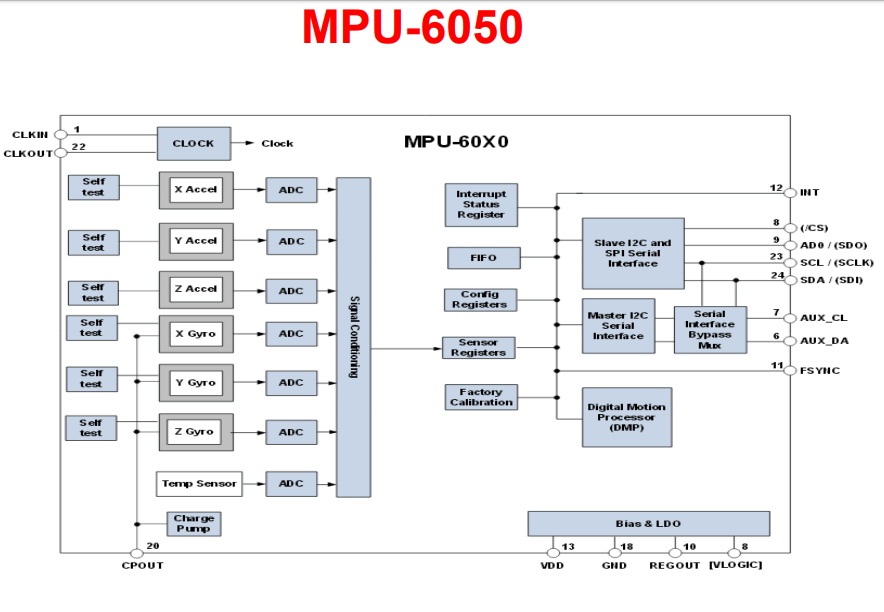 MPU-6050
MPU-60X0
CLKIN
1
CLKOUT
22
CLOCK
Clock
Self
test
X Accel
ADC
Self
test
Y Accel
ADC
Self
test
Z Accel
ADC
Self
test
X Gyro
ADC
Self
test
Y Gyro
ADC
Self
test
Z Gyro
ADC
Temp Sensor
ADC
Charge
Pump
20
CPOUT
Signal Conditioning
Interrupt
Status
Register
FIFO
Config
Registers
Sensor
Registers
Factory
Calibration
Slave I2C and
SPI Serial
Interface
Master I2C
Serial
Interface
Serial
Interface
Bypass
Mux
Digital Motion
Processor
(DMP)
12
INT
8
(/CS)
9
AD0 / (SDO)
23
SCL / (SCLK)
24
SDA / (SDI)
7
AUX_CL
6
AUX_DA
11
FSYNC
Bias & LDO
13
18
10
8
VDD
GND
REGOUT
[VLOGIC]